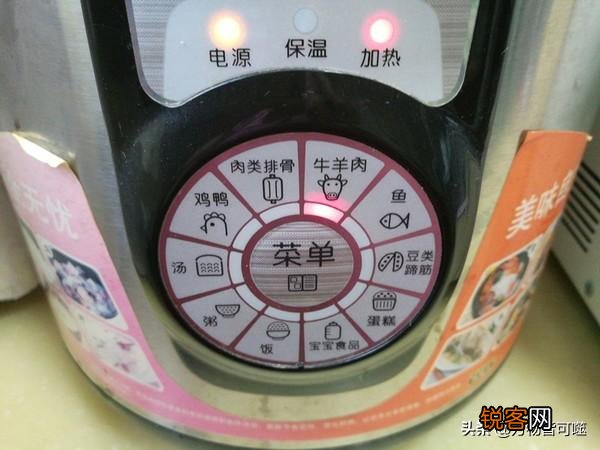 电源
保温
加热
肉类排骨
牛羊肉
鸡鸭
鱼
汤
菜单
豆类
蹄筋
粥
蛋糕
饭
宝宝食品
无忧
美味
锐客网
头条